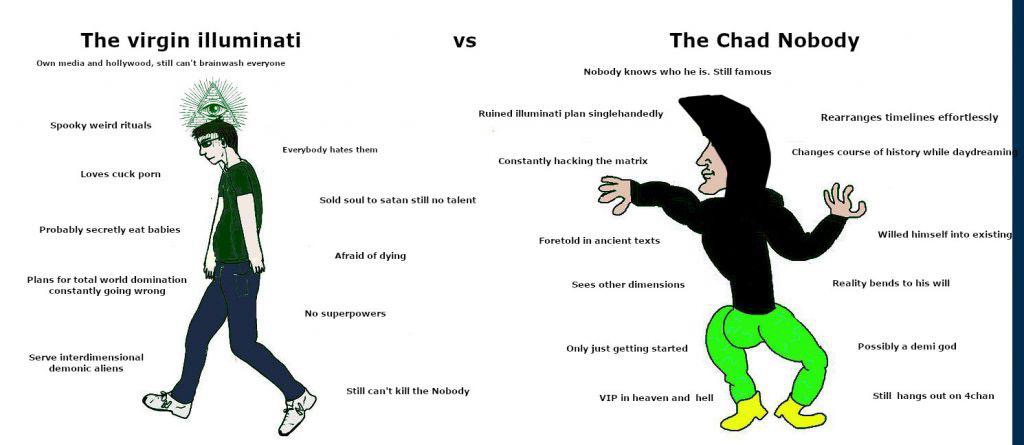 The virgin illuminati
vs
The Chad Nobody
Own media and hollywood, still can't brainwash everyone
Spooky weird rituals
Everybody hates them
Loves cuck porn
Sold soul to satan still no talent
Probably secretly eat babies
Afraid of dying
Plans for total world domination
constantly going wrong
No superpowers
Serve interdimensional
demonic aliens
Still can't kill the Nobody
Nobody knows who he is. Still famous
Ruined illuminati plan singlehandedly
Rearranges timelines effortlessly
Constantly hacking the matrix
Changes course of history while daydreaming
Foretold in ancient texts
Willed himself into existing
Sees other dimensions
Reality bends to his will
Only just getting started
Possibly a demi god
VIP in heaven and hell
Still hangs out on 4chan